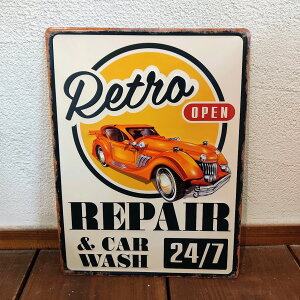 Retro
OPEN
REPAIR
& CAR
WASH
24/7